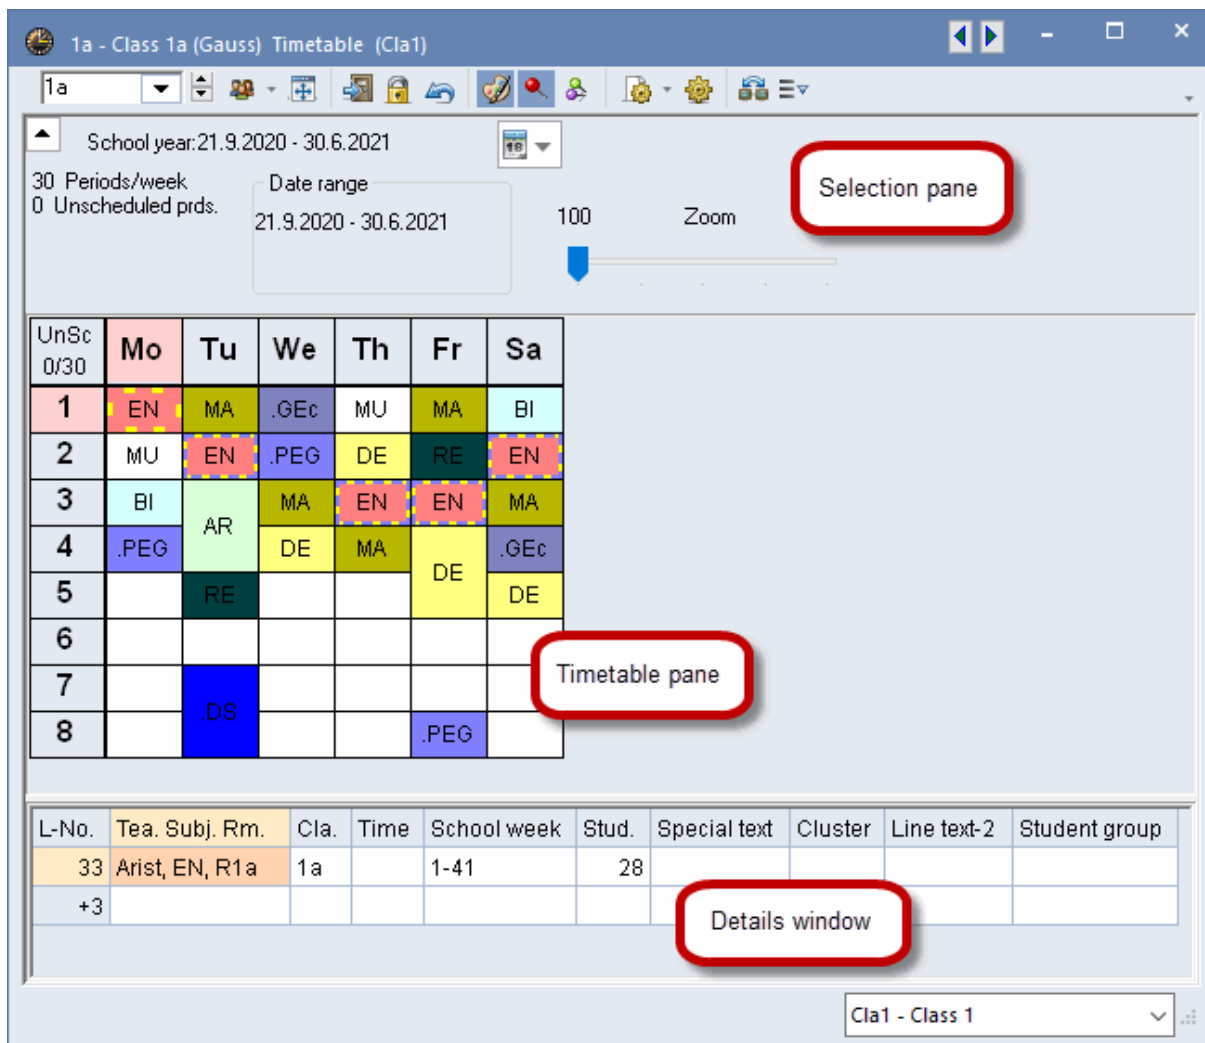 1a - Class 1a (Gauss) Timetable (Cla1)
1a
School year:21.9.2020 - 30.6.2021
18
30 Periods/week
0 Unscheduled prds.
Date range
21.9.2020 - 30.6.2021
100 Zoom
Selection pane
UnSc
0/30
Mo Tu We Th Fr Sa
1 EN MA .GEc MU MA BI
2 MU EN .PEG DE RE EN
3 BI AR MA EN EN MA
4 .PEG DE MA DE .GEc
5 RE DE
6
7 .DS
8 .PEG
Timetable pane
L-No. Tea. Subj. Rm. Cla. Time School week Stud. Special text Cluster Line text-2 Student group
33 Arist, EN, R1a 1a 1-41 28
+3
Details window
Cla1 - Class 1